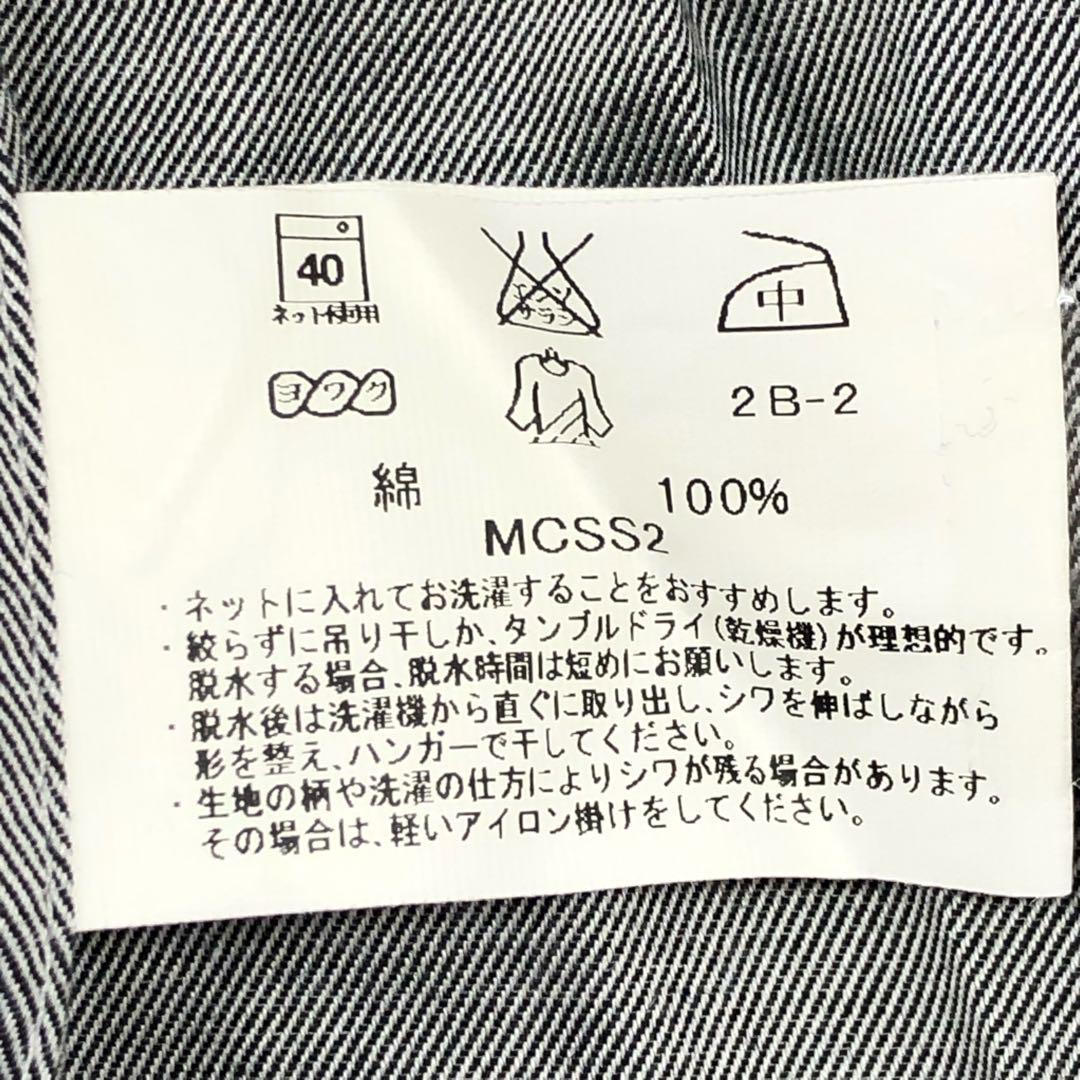 40
ネット使用
エンソ
サラシ
中
ヨワク
2B-2
綿 100%
MCSS2
・ネットに入れてお洗濯することをおすすめします。
・絞らずに吊り干しか、タンブルドライ(乾燥機)が理想的です。
脱水する場合、脱水時間は短めにお願いします。
・脱水後は洗濯機から直ぐに取り出し、シワを伸ばしながら
形を整え、ハンガーで干してください。
・生地の柄や洗濯の仕方によりシワが残る場合があります。
その場合は、軽いアイロン掛けをしてください。